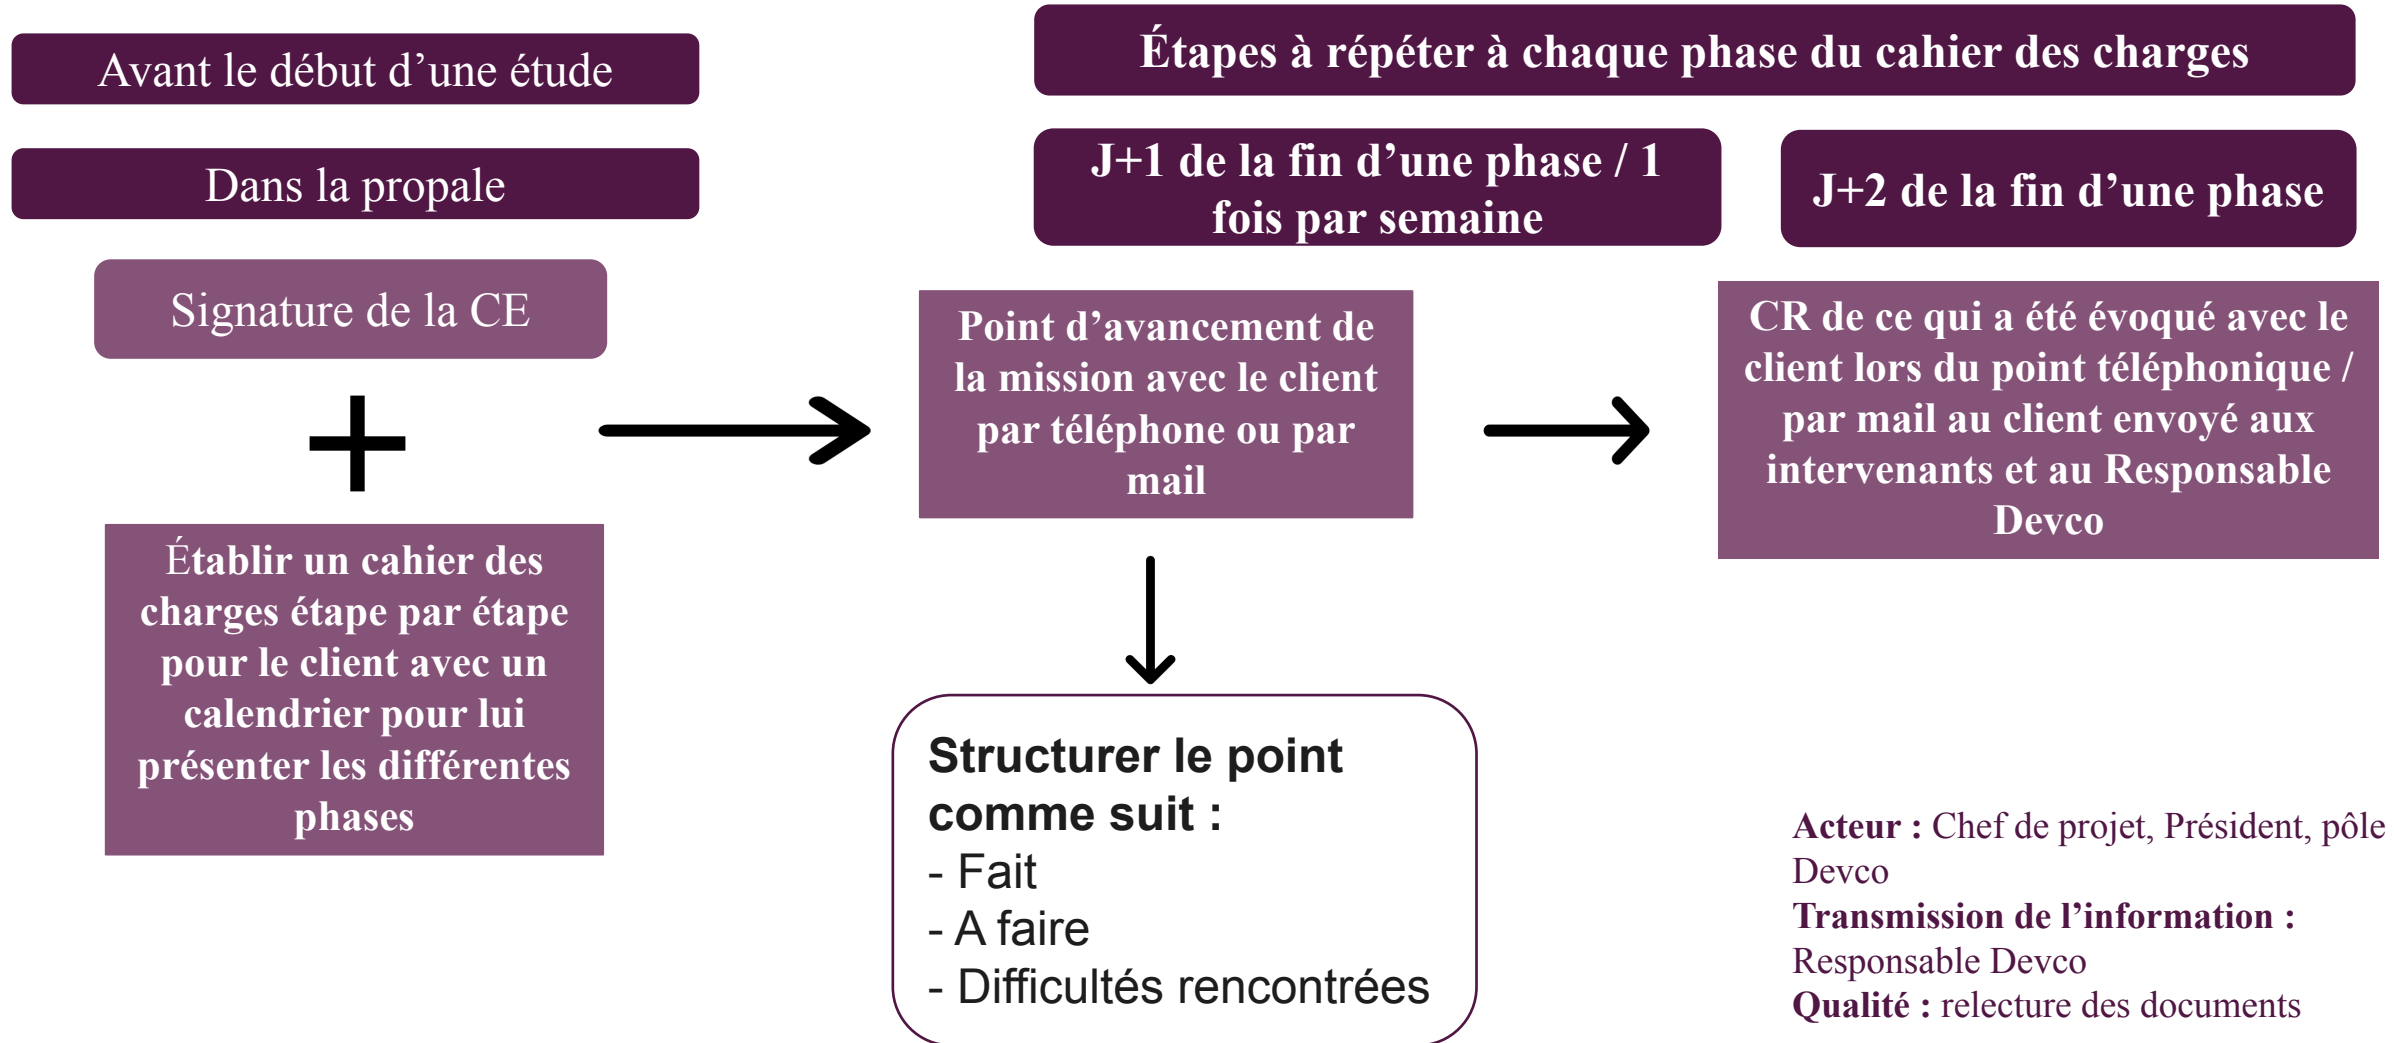 Avant le début d’une étude
Dans la propale
Signature de la CE
Établir un cahier des
charges étape par étape
pour le client avec un
calendrier pour lui
présenter les différentes
phases
Étapes à répéter à chaque phase du cahier des charges
J+1 de la fin d’une phase / 1
fois par semaine
Point d’avancement de
la mission avec le client
par téléphone ou par
mail
Structurer le point
comme suit :
- Fait
- A faire
- Difficultés rencontrées
J+2 de la fin d’une phase
CR de ce qui a été évoqué avec le
client lors du point téléphonique /
par mail au client envoyé aux
intervenants et au Responsable
Devco
Acteur : Chef de projet, Président, pôle
Devco
Transmission de l’information :
Responsable Devco
Qualité : relecture des documents